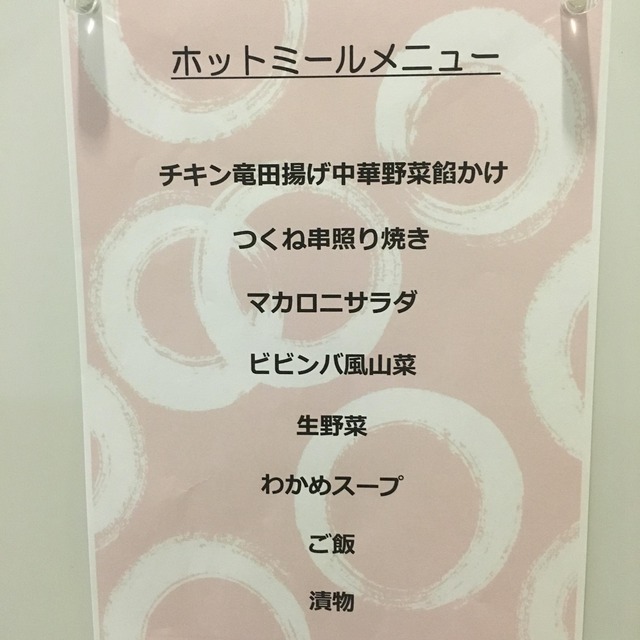 ホットミールメニュー
チキン竜田揚げ中華野菜餡かけ
つくね串照り焼き
マカロニサラダ
ビビンバ風山菜
生野菜
わかめスープ
ご飯
漬物